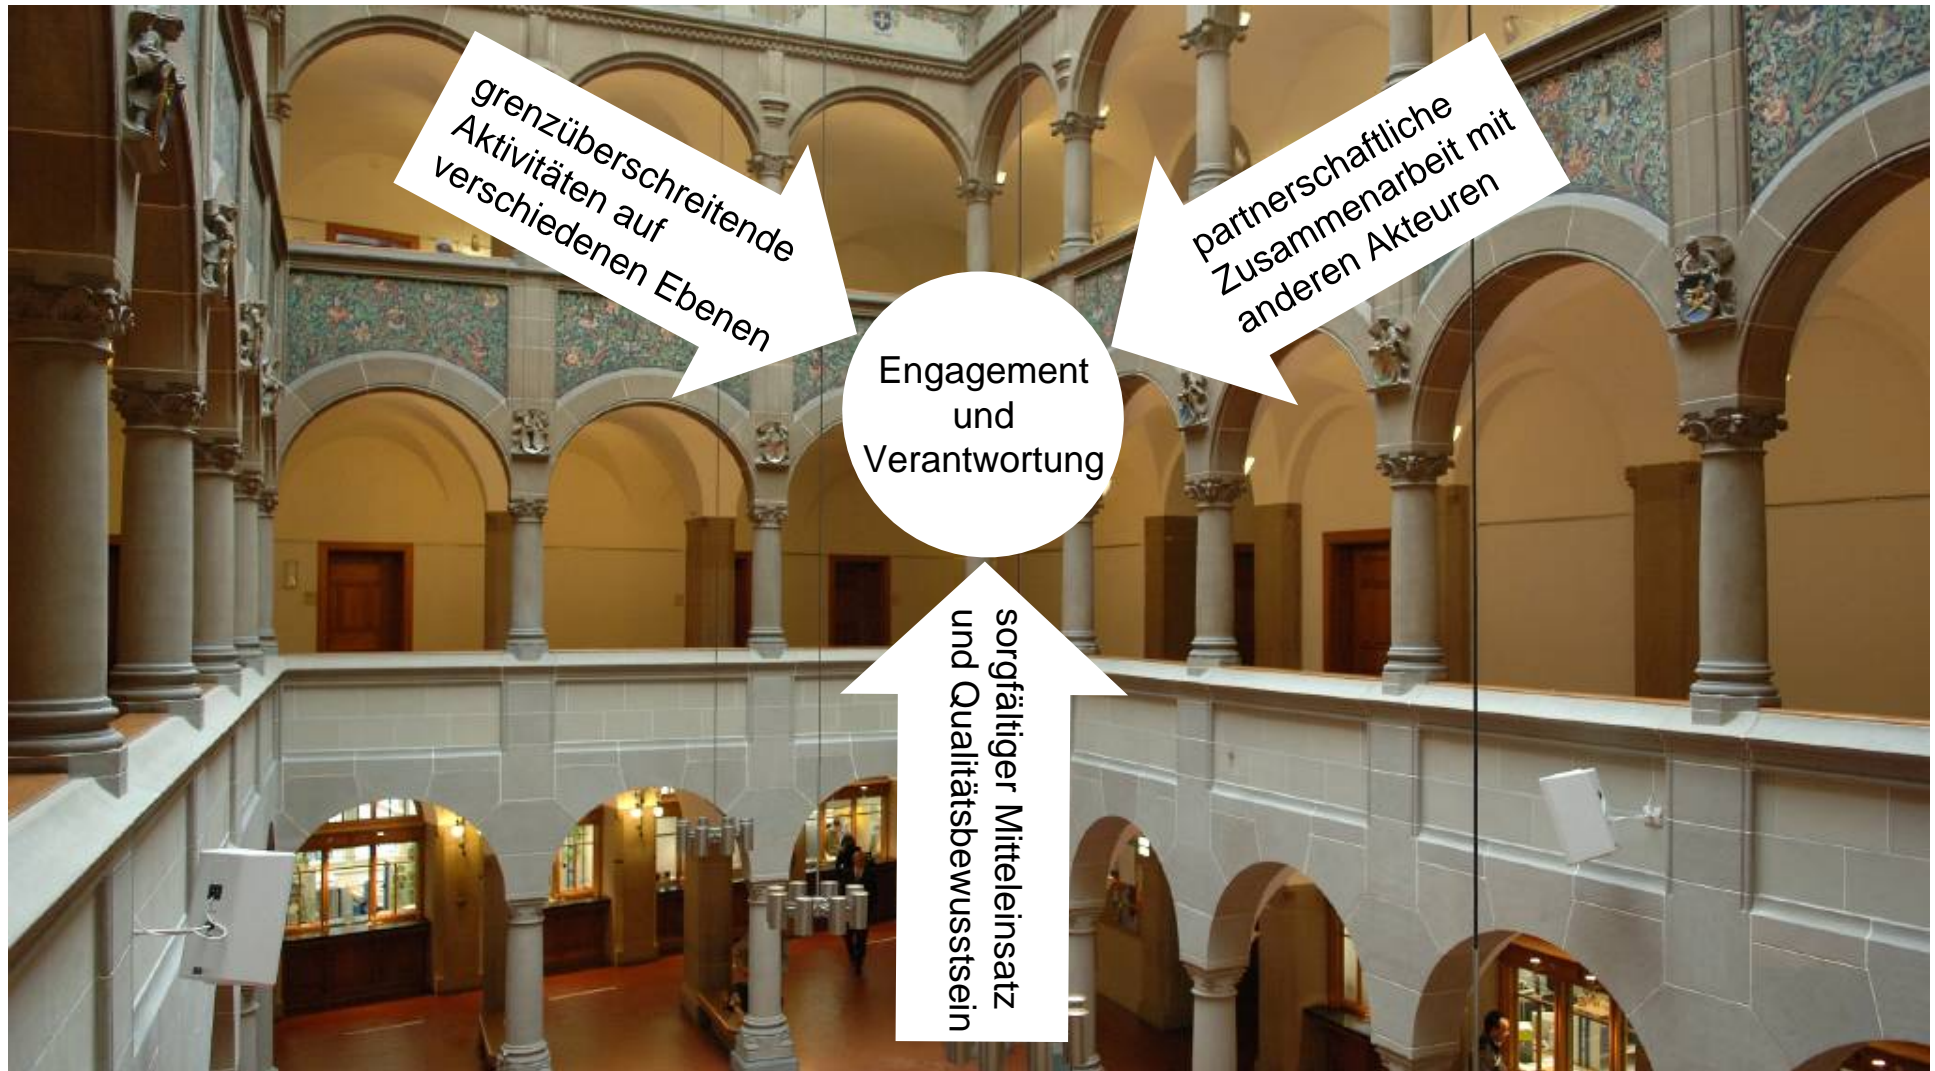 grenzüberschreitende
Aktivitäten auf
verschiedenen Ebenen
partnerschaftliche
Zusammenarbeit mit
anderen Akteuren
Engagement
und
Verantwortung
sorgfältiger Mitteleinsatz
und Qualitätsbewusstsein